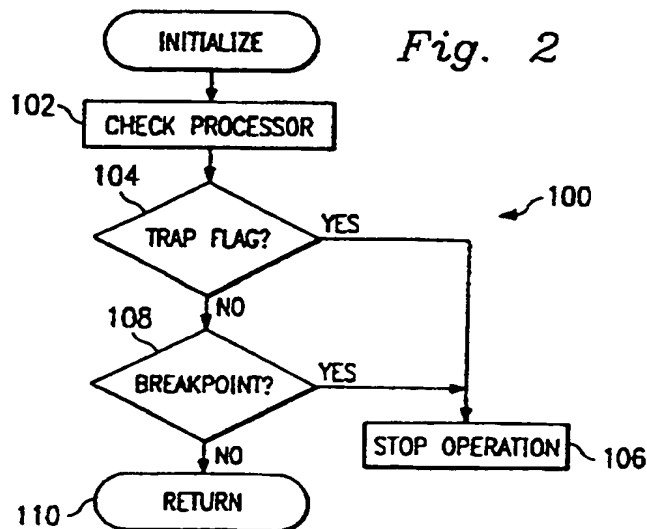 INITIALIZE
Fig. 2
102
CHECK PROCESSOR
104
TRAP FLAG?
YES
100
NO
108
BREAKPOINT?
YES
STOP OPERATION
106
NO
110
RETURN